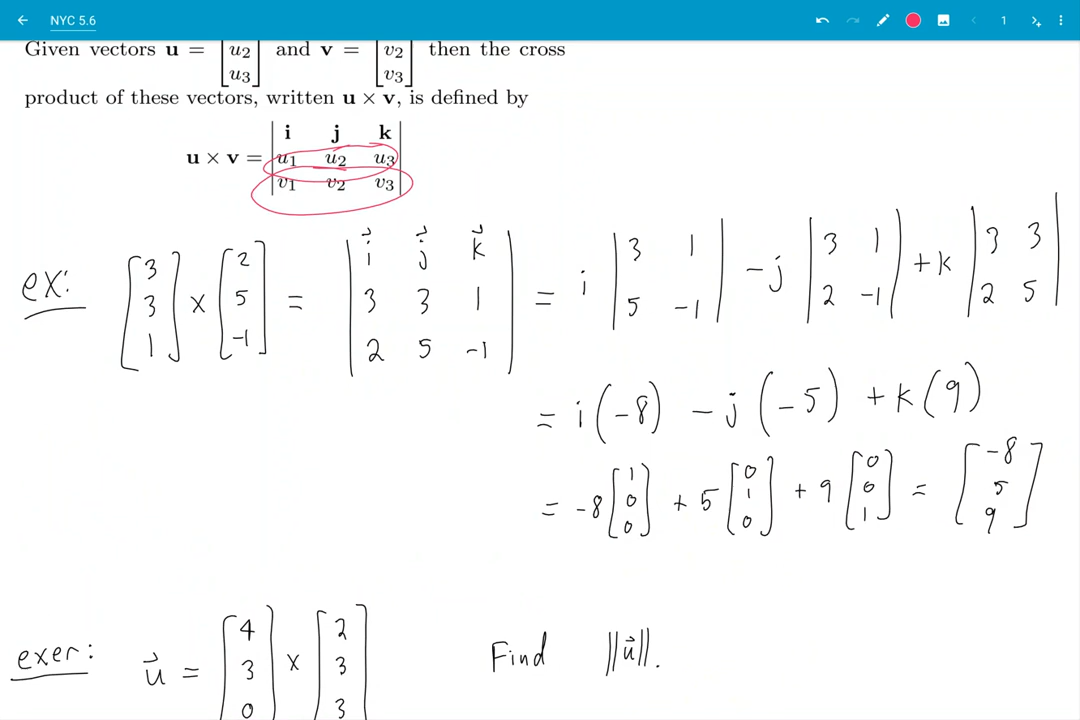 NYC 5.6
1
Given vectors u = [u2 u3] and v = [v2 v3] then the cross
product of these vectors, written u × v, is defined by
u × v = | i j k |
| u1 u2 u3 |
| v1 v2 v3 |
ex: [3 3 1] × [2 5 -1] = | i⃗ j⃗ k⃗ | 3 3 1 | 2 5 -1 | = i | 3 1 | 5 -1 | - j | 3 1 | 2 -1 | + k | 3 3 | 2 5 |
= i(-8) - j(-5) + k(9)
= -8[1 0 0] + 5[0 1 0] + 9[0 0 1] = [-8 5 9]
exer: u⃗ = [4 3 0] × [2 3 3] Find ||u⃗||.